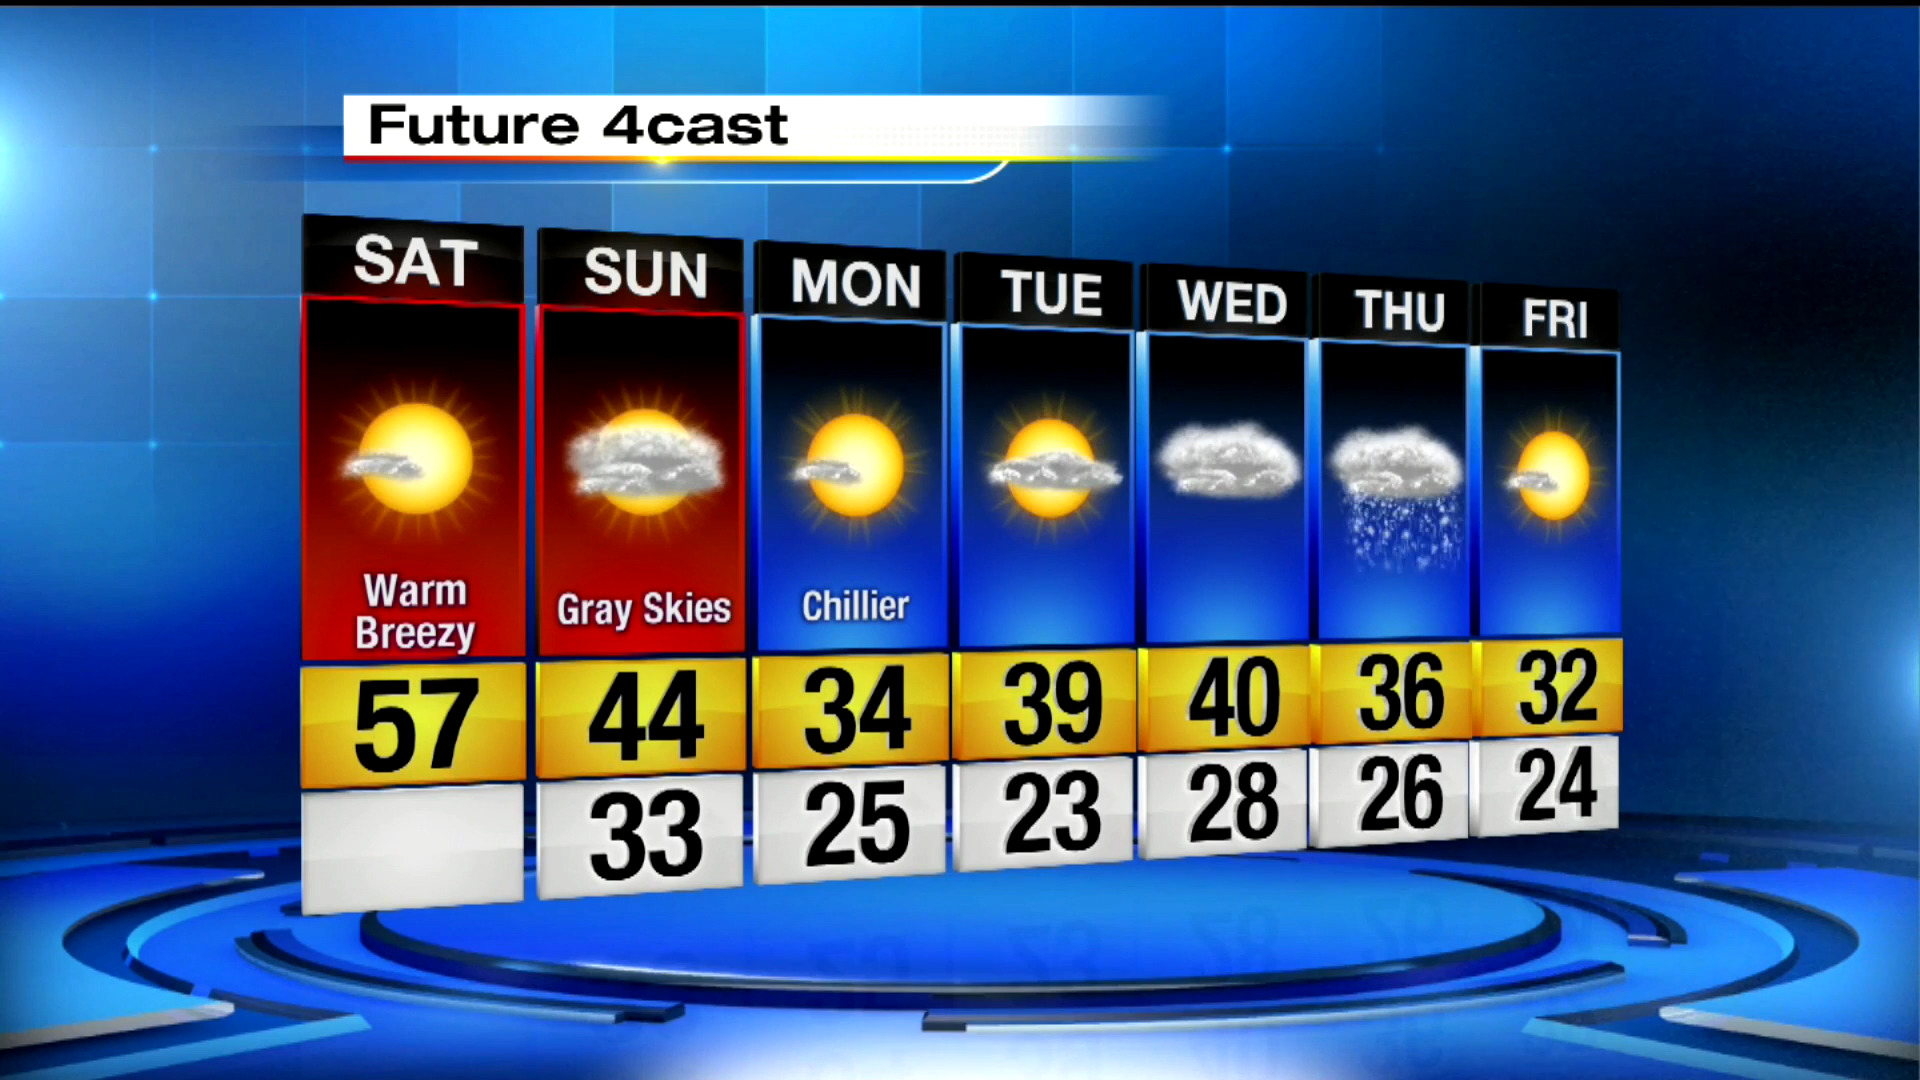 Future 4cast
SAT SUN MON TUE WED THU FRI
Warm
Breezy
Gray Skies
Chillier
57 44 34 39 40 36 32
33 25 23 28 26 24